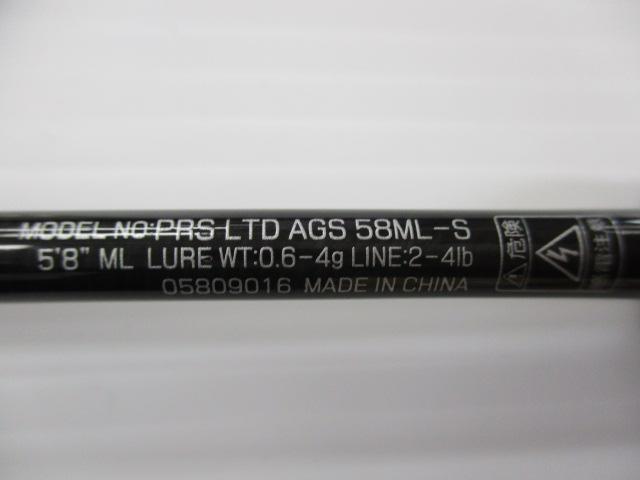 MODEL NO:PRS LTD AGS 58ML-S
5'8" ML LURE WT:0.6-4g LINE:2-4lb
05809016 MADE IN CHINA
危険